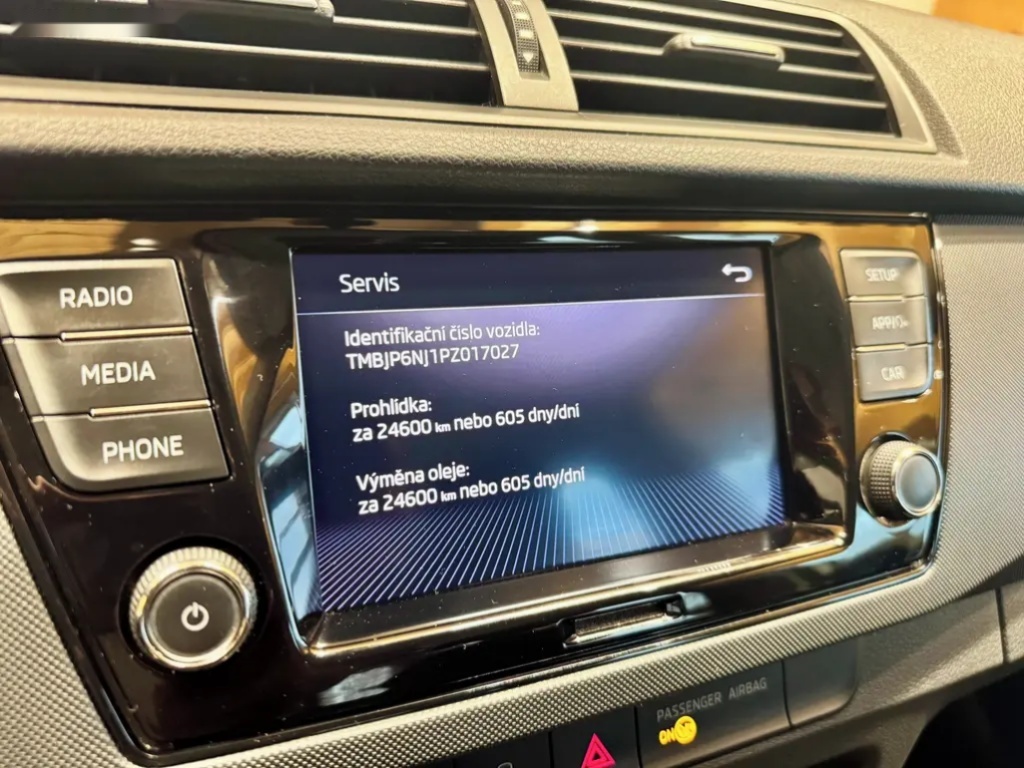 RADIO
MEDIA
PHONE
Servis
Identifikační číslo vozidla:
TMBJP6NJ1PZ017027
Prohlídka:
za 24600 km nebo 605 dny/dní
Výměna oleje:
za 24600 km nebo 605 dny/dní
SETUP
CAR
PASSENGER AIRBAG
ON